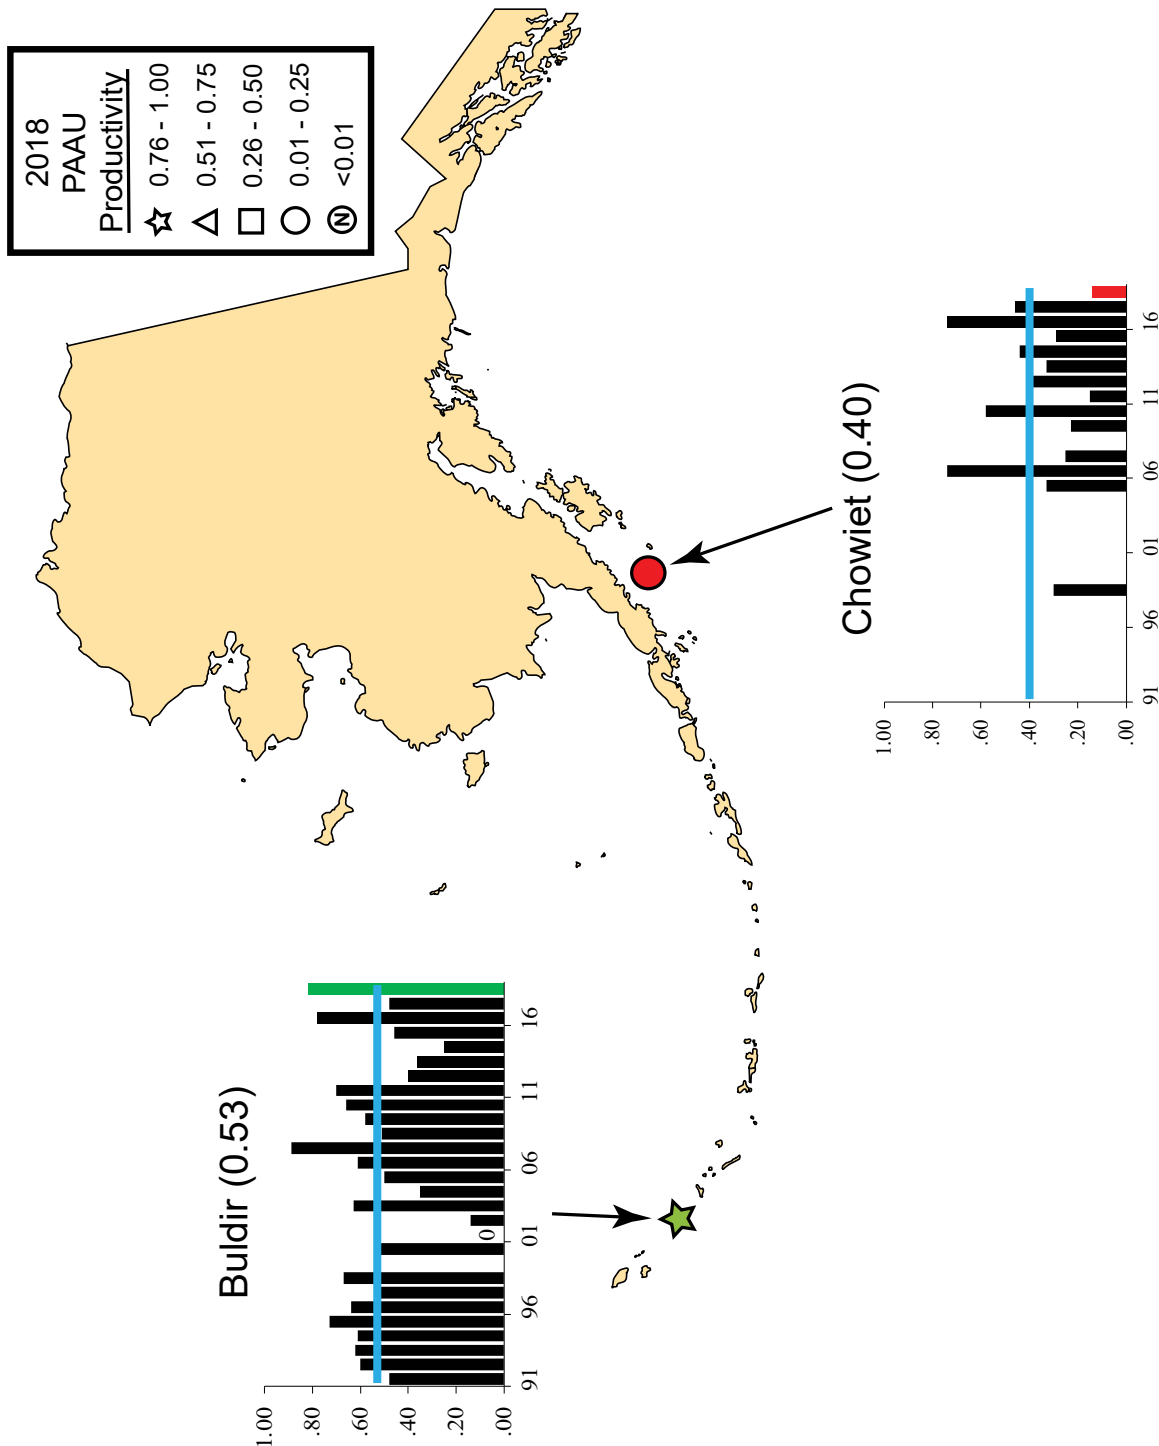 2018
PAAU
Productivity
0.76 - 1.00
0.51 - 0.75
0.26 - 0.50
0.01 - 0.25
N <0.01
Buldir (0.53)
1.00
.80
.60
.40
.20
.00
0
91 96 01 06 11 16
Chowiet (0.40)
1.00
.80
.60
.40
.20
.00
91 96 01 06 11 16